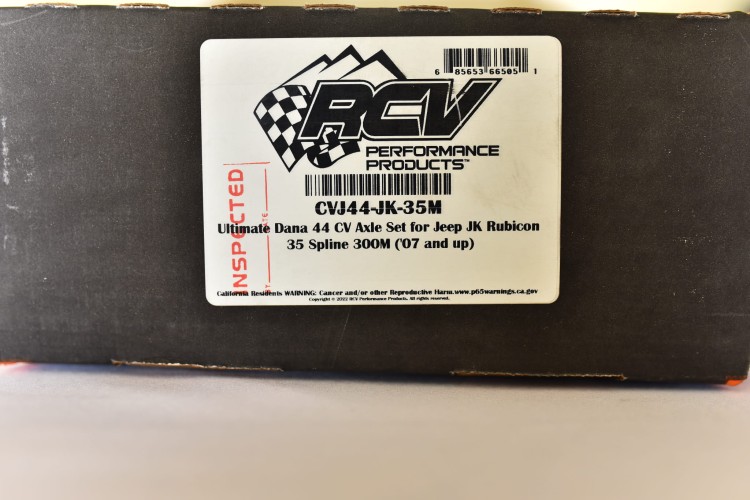 6 85653 66505 1
RCV
PERFORMANCE
PRODUCTS™
CVJ44-JK-35M
Ultimate Dana 44 CV Axle Set for Jeep JK Rubicon
35 Spline 300M ('07 and up)
INSPECTED
California Residents WARNING: Cancer and/or other Reproductive Harm.www.p65warnings.ca.gov
Copyright © 2022 RCV Performance Products. All rights reserved.